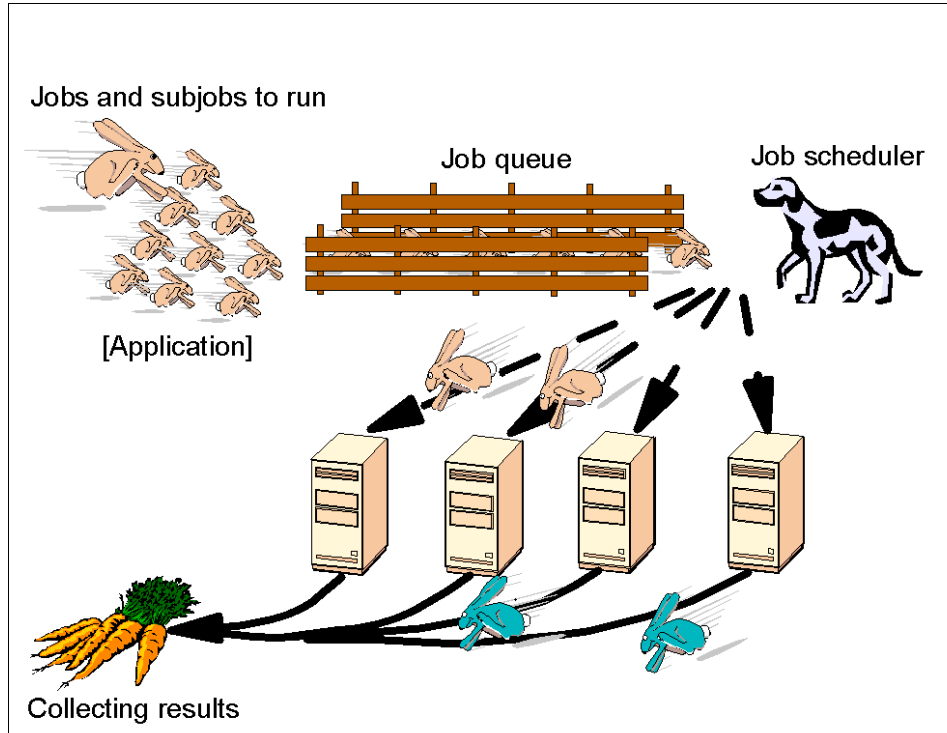 Jobs and subjobs to run
Job queue
Job scheduler
[Application]
Collecting results